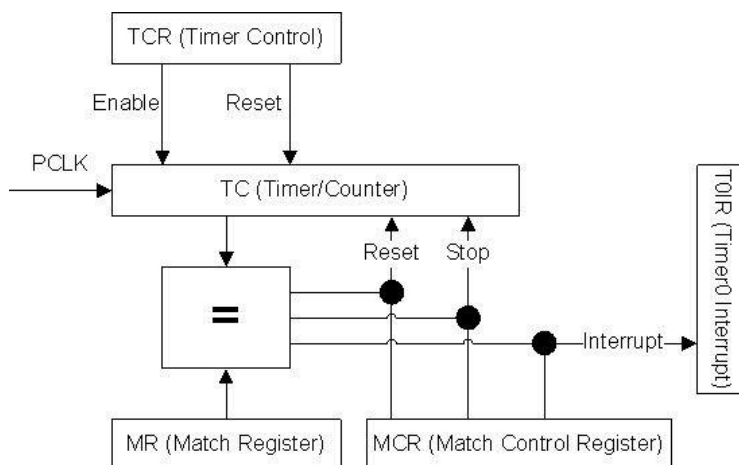 TCR (Timer Control)
Enable
Reset
PCLK
TC (Timer/Counter)
Reset
Stop
=
Interrupt
T0IR (Timer0
Interrupt)
MR (Match Register)
MCR (Match Control Register)